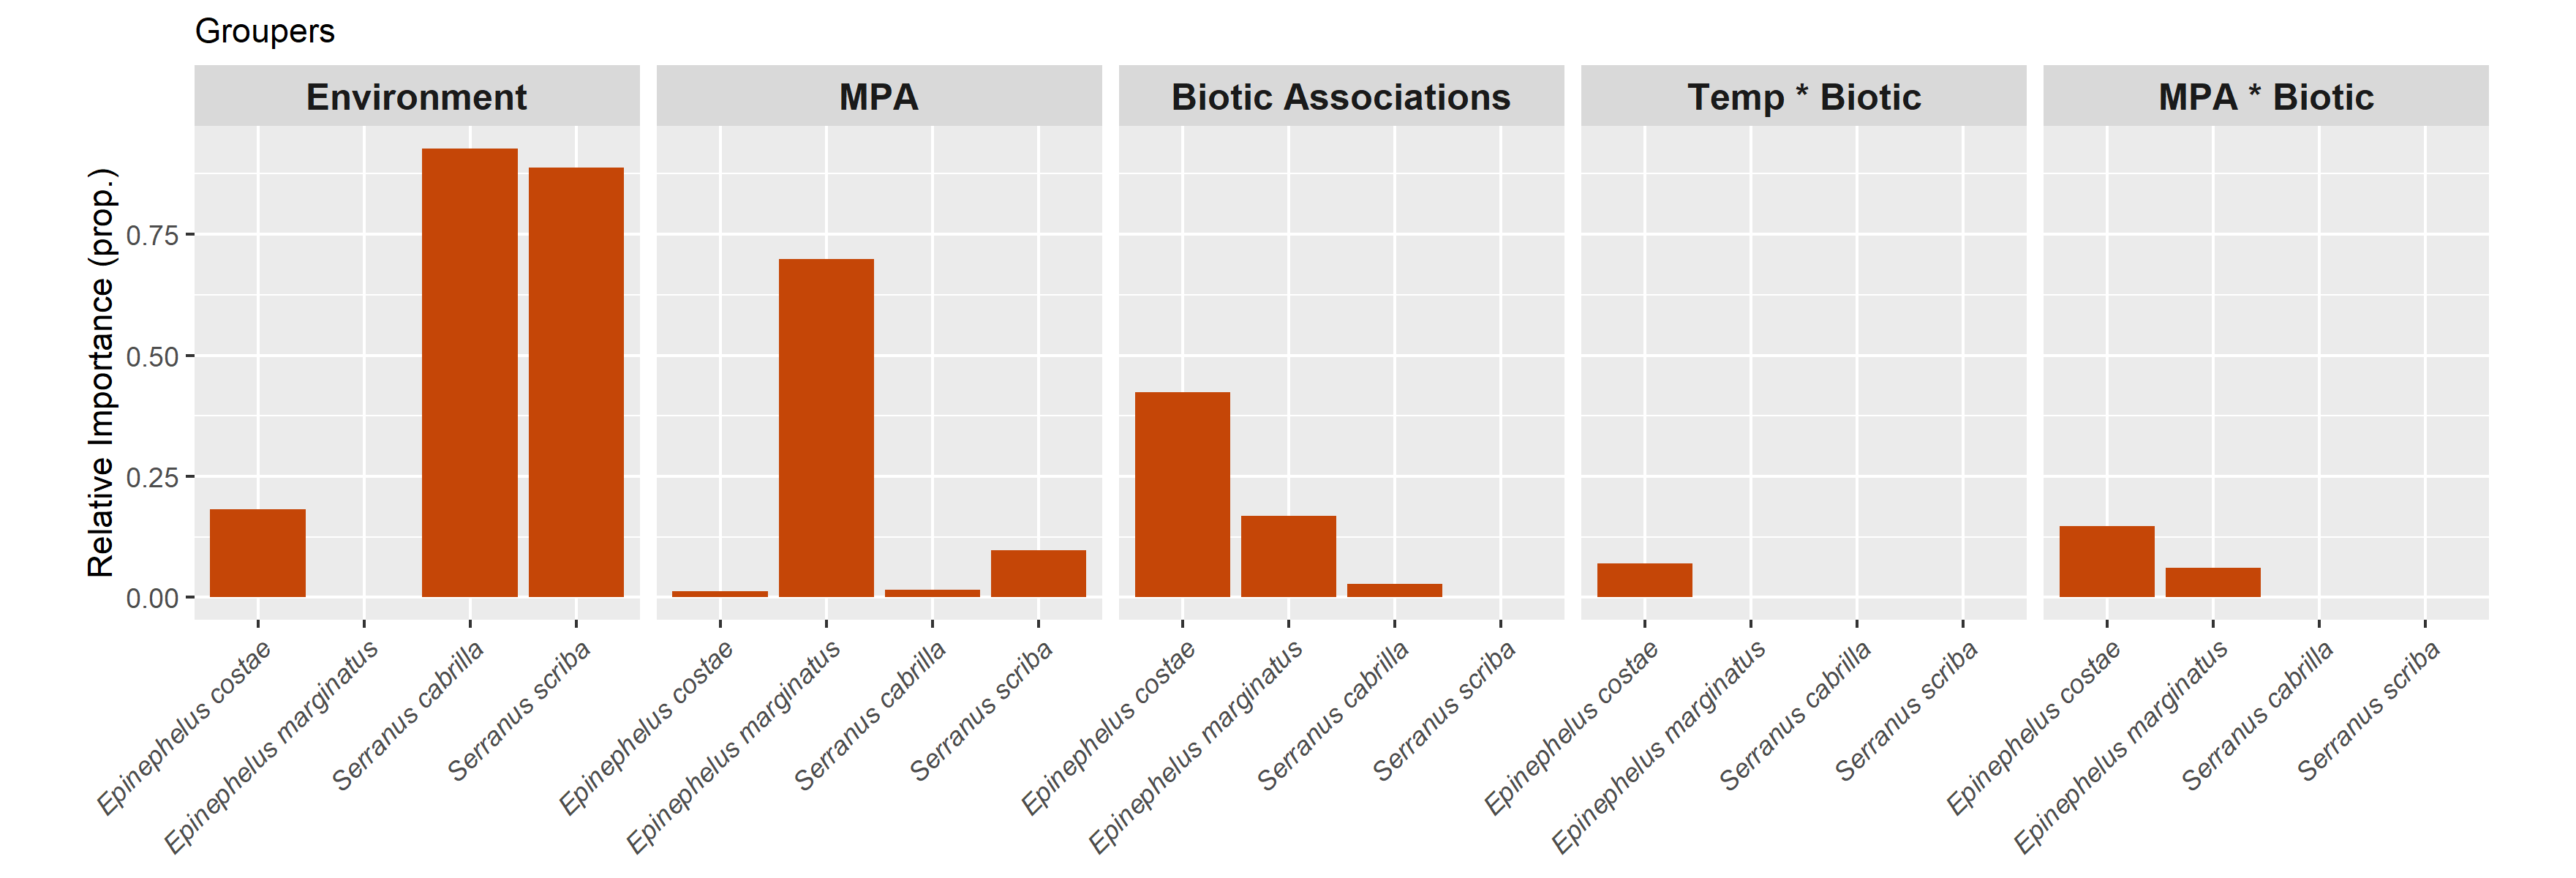 Groupers
Environment
MPA
Biotic Associations
Temp * Biotic
MPA * Biotic
Relative Importance (prop.)
0.75
0.50
0.25
0.00
Epinephelus costae
Epinephelus marginatus
Serranus cabrilla
Serranus scriba
Epinephelus costae
Epinephelus marginatus
Serranus cabrilla
Serranus scriba
Epinephelus costae
Epinephelus marginatus
Serranus cabrilla
Serranus scriba
Epinephelus costae
Epinephelus marginatus
Serranus cabrilla
Serranus scriba
Epinephelus costae
Epinephelus marginatus
Serranus cabrilla
Serranus scriba